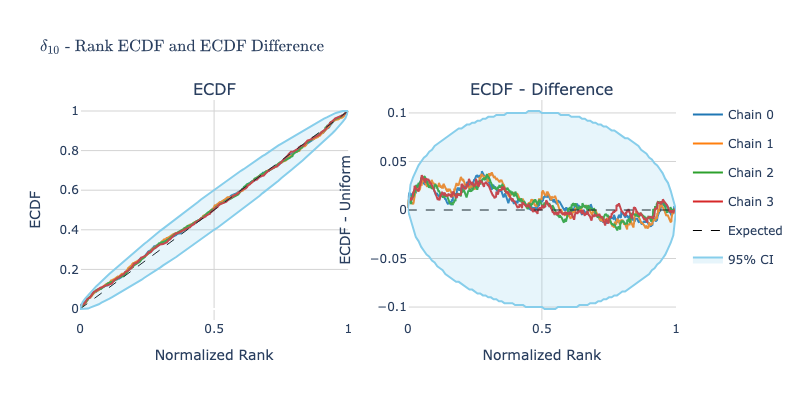 δ10 - Rank ECDF and ECDF Difference
ECDF
ECDF - Difference
1
0.8
0.6
0.4
0.2
0
0
0.5
1
ECDF
Normalized Rank
0.1
0.05
0
−0.05
−0.1
0
0.5
1
ECDF - Uniform
Normalized Rank
Chain 0
Chain 1
Chain 2
Chain 3
Expected
95% CI